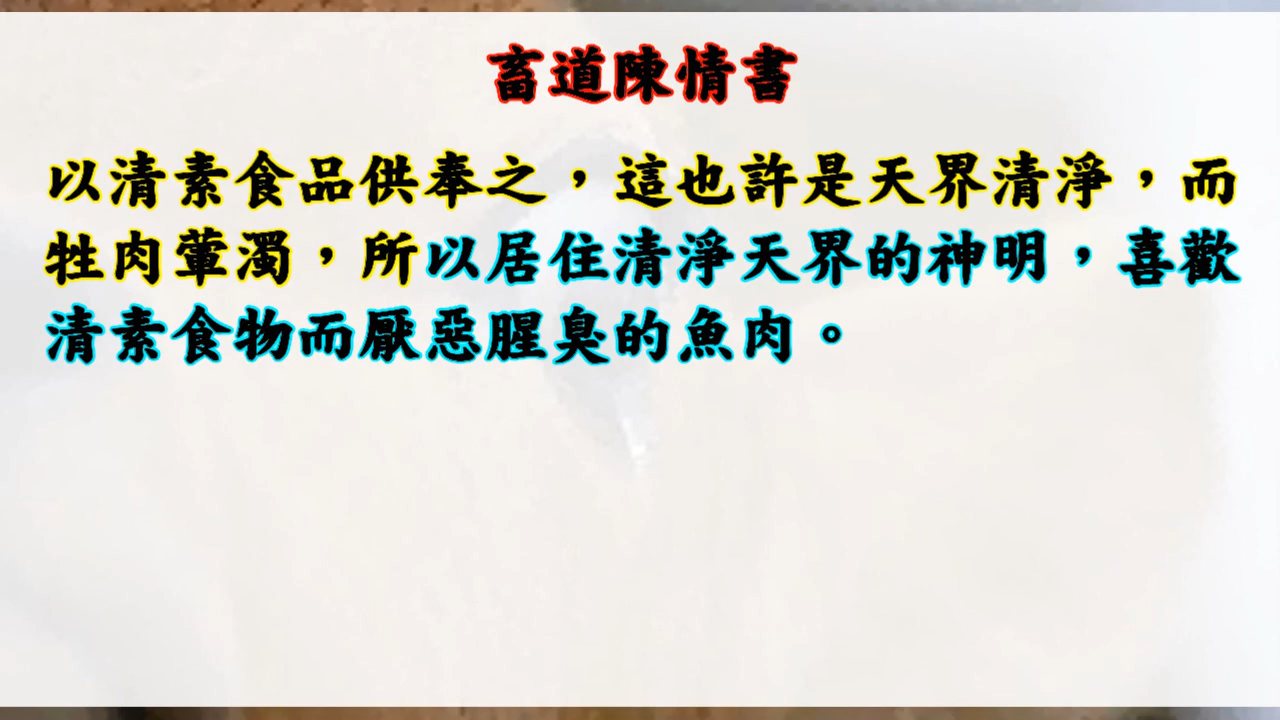 畜道陳情書
以清素食品供奉之，這也許是天界清淨，而
牲肉葷濁，所以居住清淨天界的神明，喜歡
清素食物而厭惡腥臭的魚肉。